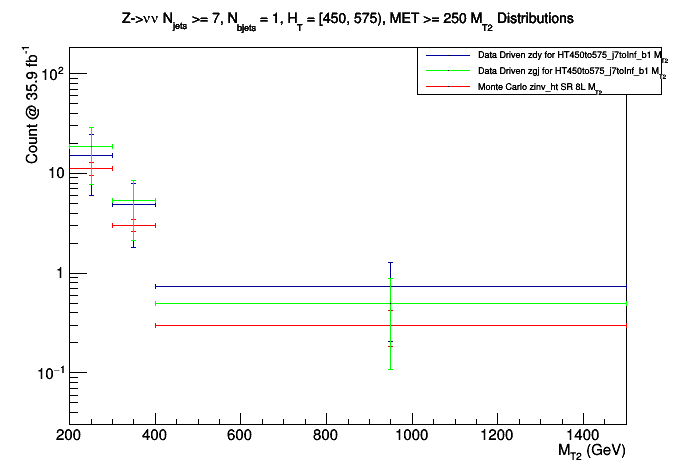 Z->νν N_jets >= 7, N_bjets = 1, H_T = [450, 575), MET >= 250 M_T2 Distributions
Data Driven zdy for HT450to575_j7toInf_b1 M_T2
Data Driven zgj for HT450to575_j7toInf_b1 M_T2
Monte Carlo zinv_ht SR 8L M_T2
Count @ 35.9 fb⁻¹
10²
10
1
10⁻¹
200 400 600 800 1000 1200 1400
M_T2 (GeV)